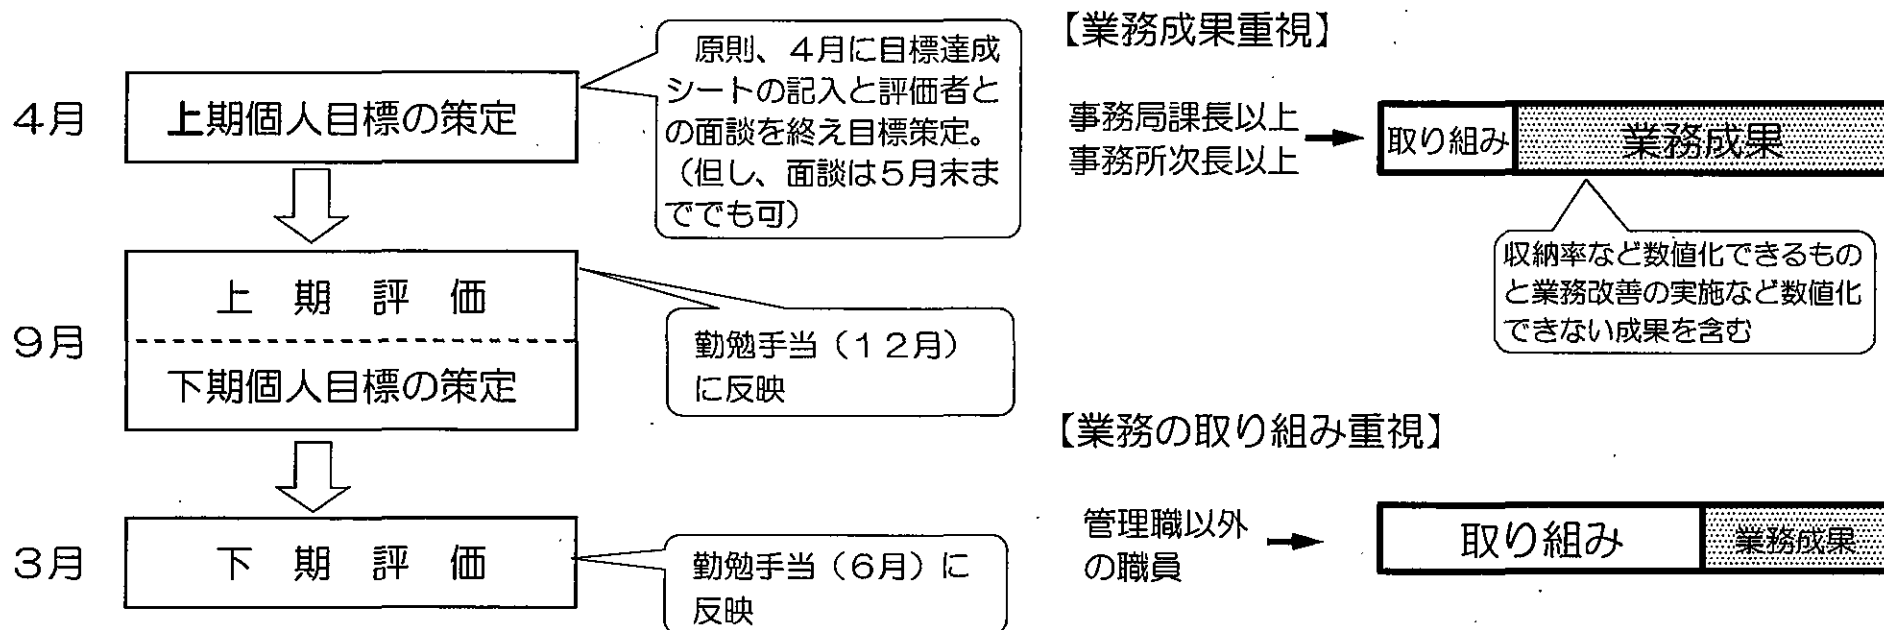 4月
上期個人目標の策定
原則、4月に目標達成
シートの記入と評価者と
の面談を終え目標策定。
（但し、面談は5月末ま
ででも可）
9月
上期評価
下期個人目標の策定
勤勉手当（12月）
に反映
3月
下期評価
勤勉手当（6月）に
反映
【業務成果重視】
事務局課長以上
事務所次長以上
取り組み
業務成果
収納率など数値化できるもの
と業務改善の実施など数値化
できない成果を含む
【業務の取り組み重視】
管理職以外
の職員
取り組み
業務成果